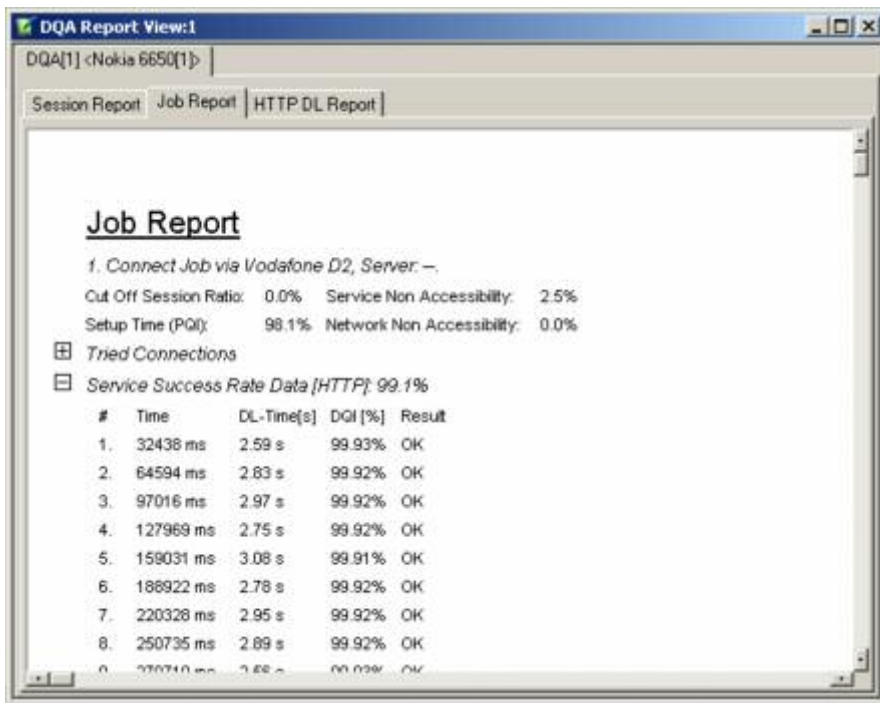 DQA Report View:1
DQA[1] <Nokia 6650[1]>
Session Report Job Report HTTP DL Report
Job Report
1. Connect Job via Vodafone D2, Server: --.
Cut Off Session Ratio: 0.0% Service Non Accessibility: 2.5%
Setup Time (PQI): 98.1% Network Non Accessibility: 0.0%
Tried Connections
Service Success Rate Data [HTTP]: 99.1%
# Time DL-Time[s] DQI [%] Result
1. 32438 ms 2.59 s 99.93% OK
2. 64594 ms 2.83 s 99.92% OK
3. 97016 ms 2.97 s 99.92% OK
4. 127969 ms 2.75 s 99.92% OK
5. 159031 ms 3.08 s 99.91% OK
6. 188922 ms 2.78 s 99.92% OK
7. 220328 ms 2.95 s 99.92% OK
8. 250735 ms 2.89 s 99.92% OK